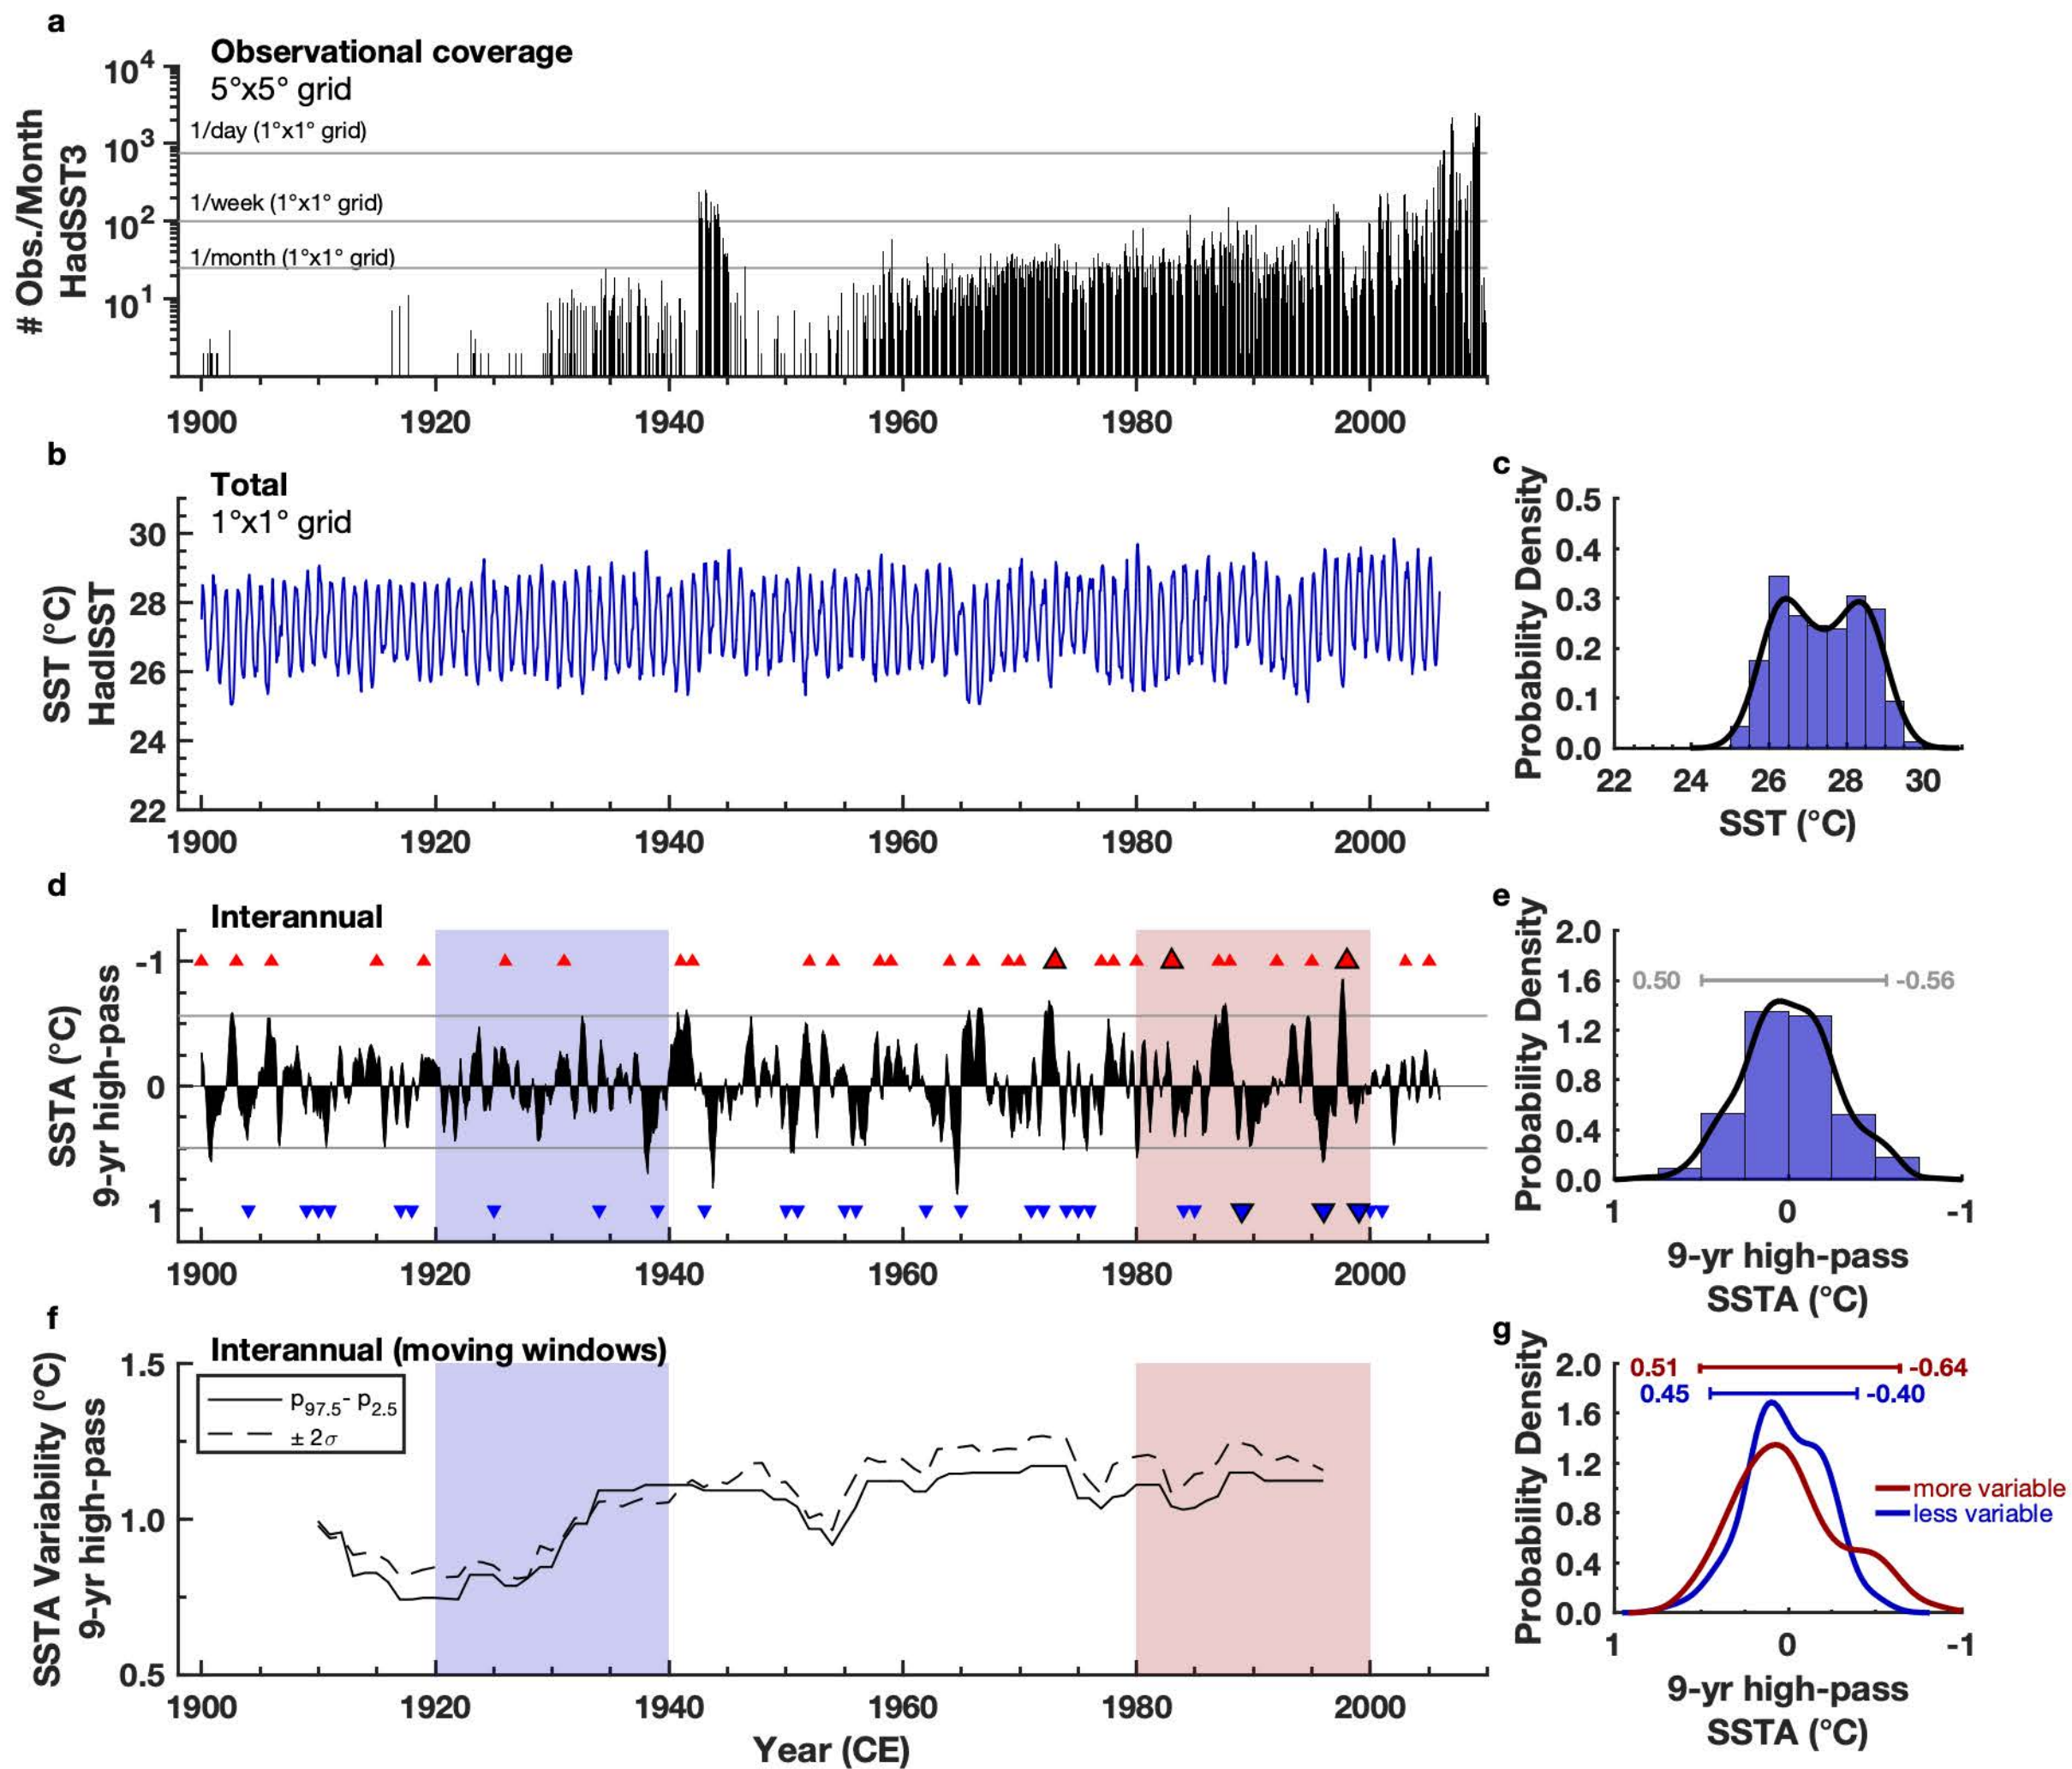 a
Observational coverage
5°x5° grid
# Obs./Month
HadSST3
10⁴
10³
10²
10¹
1/day (1°x1° grid)
1/week (1°x1° grid)
1/month (1°x1° grid)
1900 1920 1940 1960 1980 2000
b
Total
1°x1° grid
SST (°C)
HadISST
30
28
26
24
22
1900 1920 1940 1960 1980 2000
c
Probability Density
0.5
0.4
0.3
0.2
0.1
0.0
22 24 26 28 30
SST (°C)
d
Interannual
SSTA (°C)
9-yr high-pass
-1
0
1
1900 1920 1940 1960 1980 2000
e
Probability Density
2.0
1.6
1.2
0.8
0.4
0.0
0.50 -0.56
1 0 -1
9-yr high-pass
SSTA (°C)
f
Interannual (moving windows)
SSTA Variability (°C)
9-yr high-pass
1.5
1.0
0.5
p97.5- p2.5
± 2σ
1900 1920 1940 1960 1980 2000
Year (CE)
g
Probability Density
2.0
1.6
1.2
0.8
0.4
0.0
0.51 -0.64
0.45 -0.40
more variable
less variable
1 0 -1
9-yr high-pass
SSTA (°C)